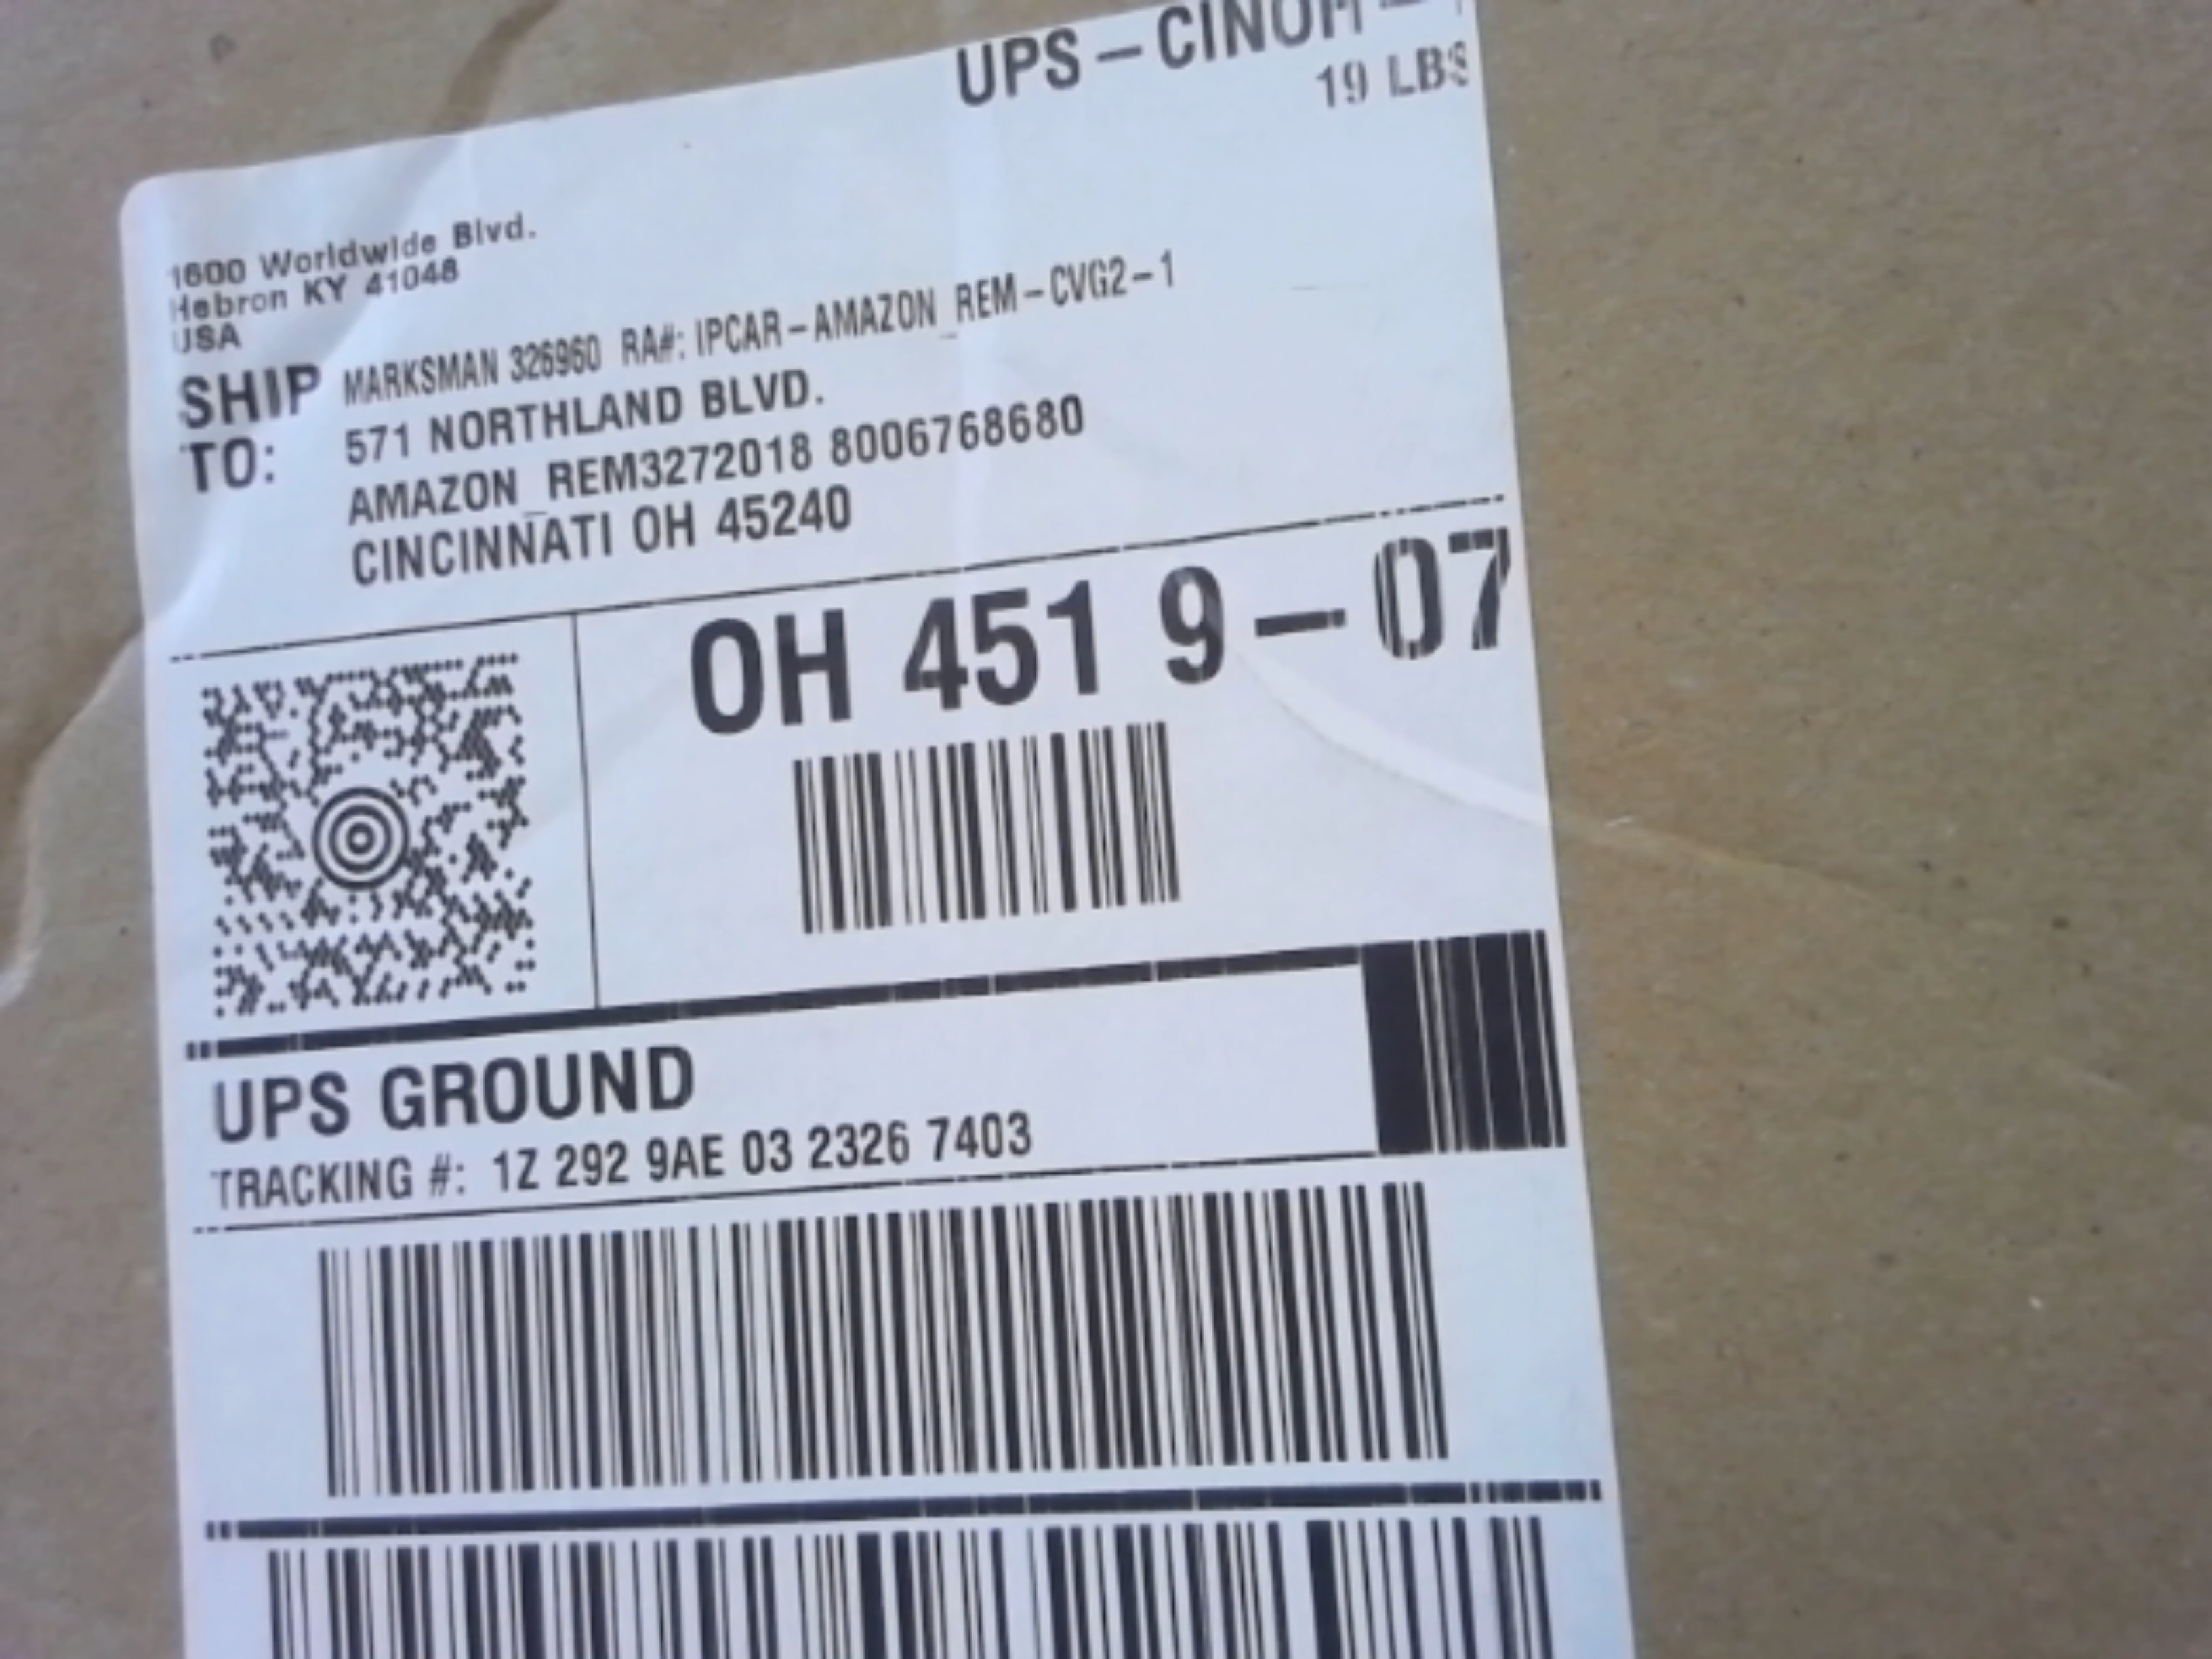 UPS – CINOH –
19 LBS
1600 Worldwide Blvd.
Hebron KY 41048
USA
SHIP TO:
MARKSMAN 326960 RA#: IPCAR – AMAZON_REM – CVG2 – 1
571 NORTHLAND BLVD.
AMAZON_REM3272018 8006768680
CINCINNATI OH 45240
OH 451 9 – 07
UPS GROUND
TRACKING #: 1Z 292 9AE 03 2326 7403